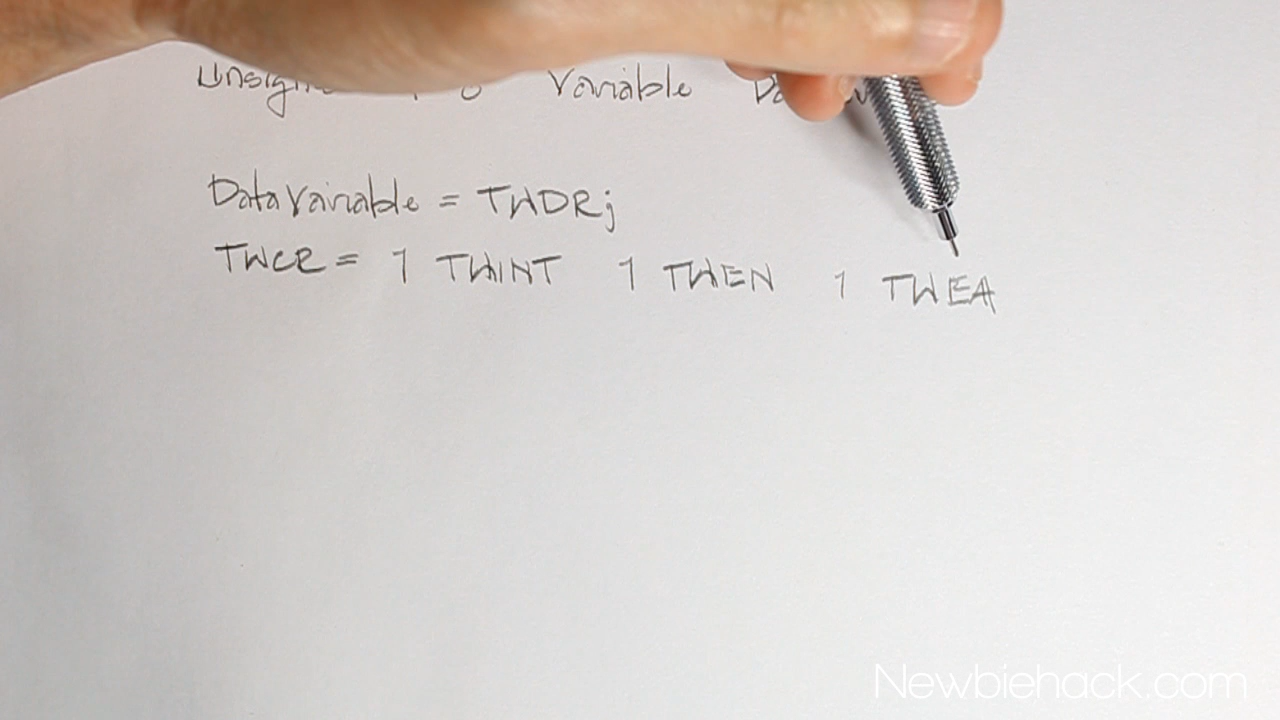 Variable
DataVariable = TWDR;
TWCR = 1 TWINT 1 TWEN 1 TWEA
Newbiehack.com